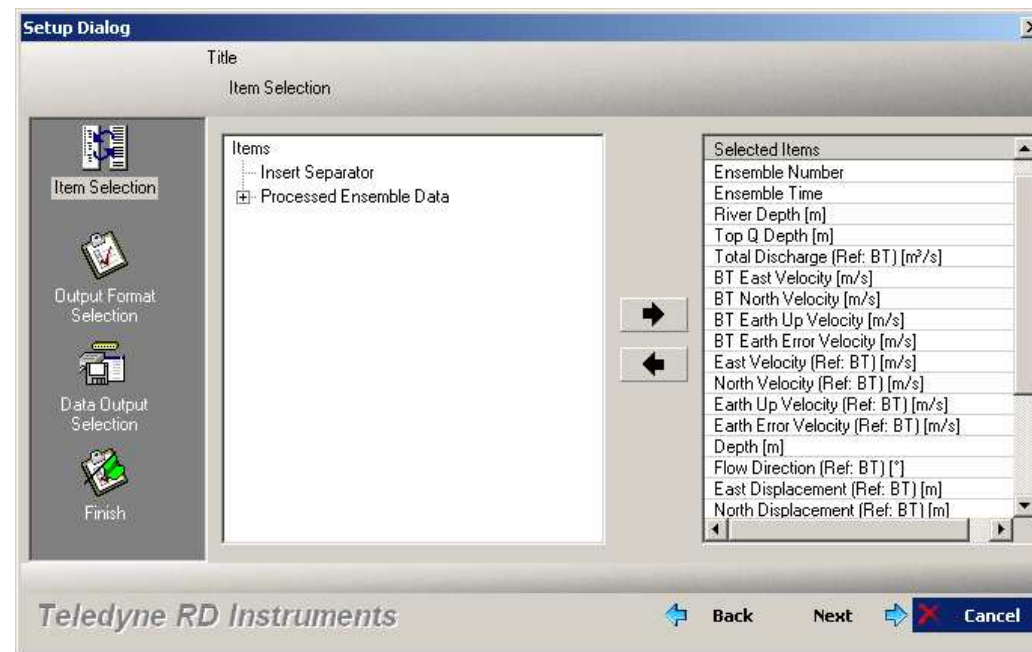 Setup Dialog
Title
Item Selection
Item Selection
Output Format
Selection
Data Output
Selection
Finish
Items
Insert Separator
Processed Ensemble Data
Selected Items
Ensemble Number
Ensemble Time
River Depth [m]
Top Q Depth [m]
Total Discharge (Ref: BT) [m³/s]
BT East Velocity [m/s]
BT North Velocity [m/s]
BT Earth Up Velocity [m/s]
BT Earth Error Velocity [m/s]
East Velocity (Ref: BT) [m/s]
North Velocity (Ref: BT) [m/s]
Earth Up Velocity (Ref: BT) [m/s]
Earth Error Velocity (Ref: BT) [m/s]
Depth [m]
Flow Direction (Ref: BT) [°]
East Displacement (Ref: BT) [m]
North Displacement (Ref: BT) [m]
Teledyne RD Instruments
Back
Next
Cancel